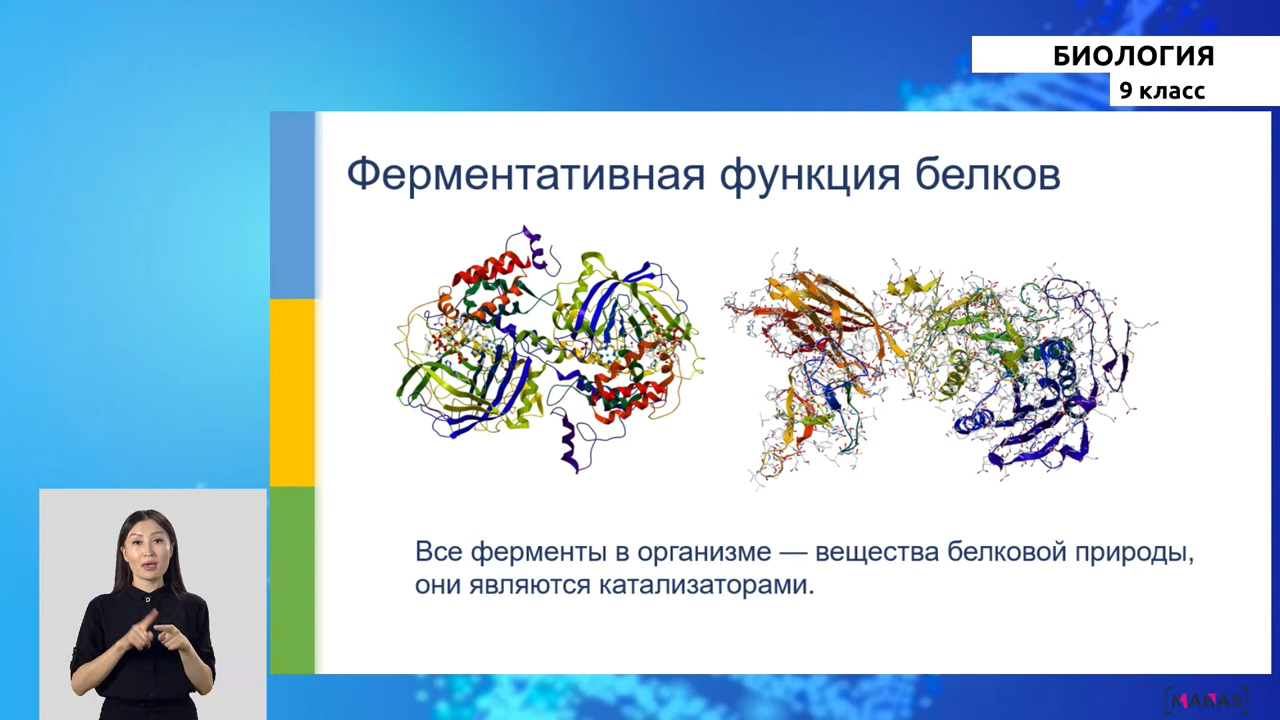 БИОЛОГИЯ
9 класс
Ферментативная функция белков
Все ферменты в организме — вещества белковой природы,
они являются катализаторами.
MANAS